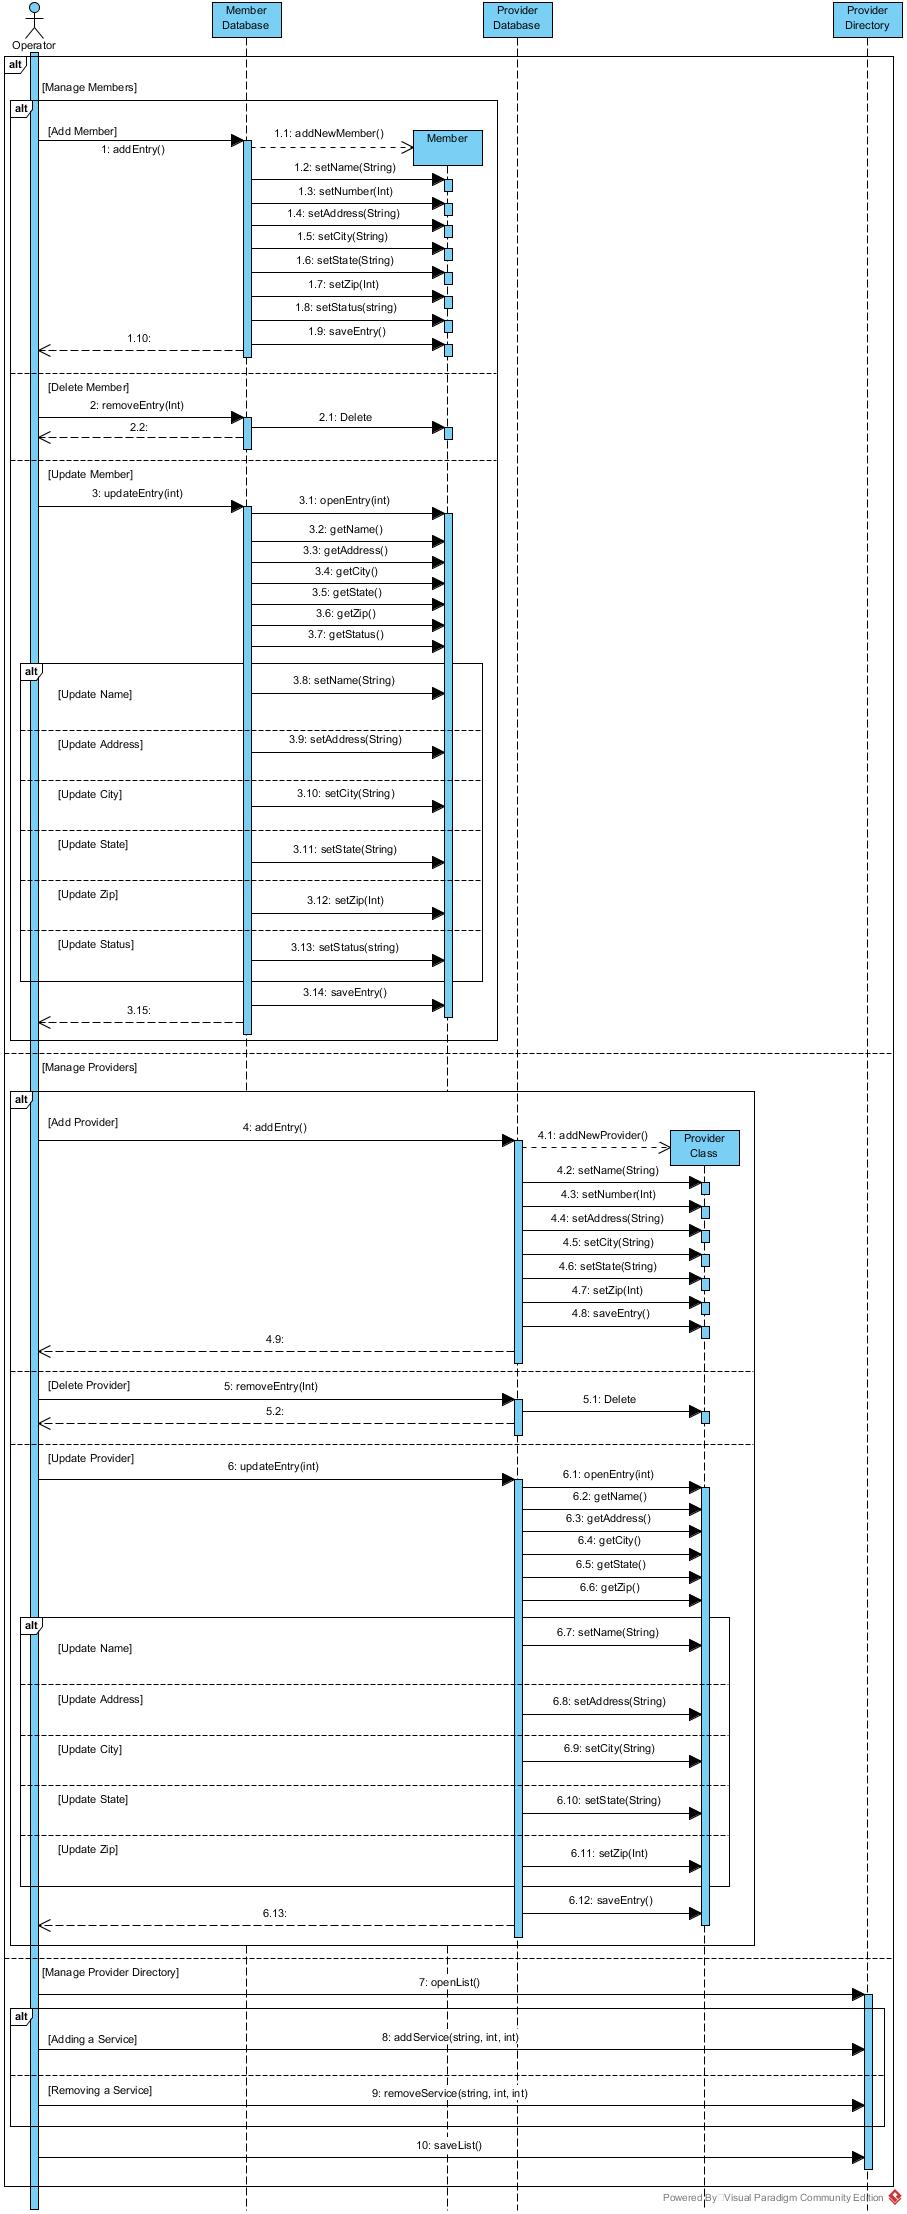 Member
Database
Provider
Database
Provider
Directory
Operator
alt
[Manage Members]
alt
[Add Member]
1: addEntry()
1.1: addNewMember()
Member
1.2: setName(String)
1.3: setNumber(Int)
1.4: setAddress(String)
1.5: setCity(String)
1.6: setState(String)
1.7: setZip(Int)
1.8: setStatus(string)
1.9: saveEntry()
1.10:
[Delete Member]
2: removeEntry(Int)
2.1: Delete
2.2:
[Update Member]
3: updateEntry(int)
3.1: openEntry(int)
3.2: getName()
3.3: getAddress()
3.4: getCity()
3.5: getState()
3.6: getZip()
3.7: getStatus()
alt
3.8: setName(String)
[Update Name]
3.9: setAddress(String)
[Update Address]
3.10: setCity(String)
[Update City]
[Update State]
3.11: setState(String)
[Update Zip]
3.12: setZip(Int)
[Update Status]
3.13: setStatus(string)
3.14: saveEntry()
3.15:
[Manage Providers]
alt
[Add Provider]
4: addEntry()
4.1: addNewProvider()
Provider
Class
4.2: setName(String)
4.3: setNumber(Int)
4.4: setAddress(String)
4.5: setCity(String)
4.6: setState(String)
4.7: setZip(Int)
4.8: saveEntry()
4.9:
[Delete Provider]
5: removeEntry(Int)
5.1: Delete
5.2:
[Update Provider]
6: updateEntry(int)
6.1: openEntry(int)
6.2: getName()
6.3: getAddress()
6.4: getCity()
6.5: getState()
6.6: getZip()
alt
6.7: setName(String)
[Update Name]
[Update Address]
6.8: setAddress(String)
[Update City]
6.9: setCity(String)
[Update State]
6.10: setState(String)
[Update Zip]
6.11: setZip(Int)
6.12: saveEntry()
6.13:
[Manage Provider Directory]
7: openList()
alt
[Adding a Service]
8: addService(string, int, int)
[Removing a Service]
9: removeService(string, int, int)
10: saveList()
Powered By Visual Paradigm Community Edition